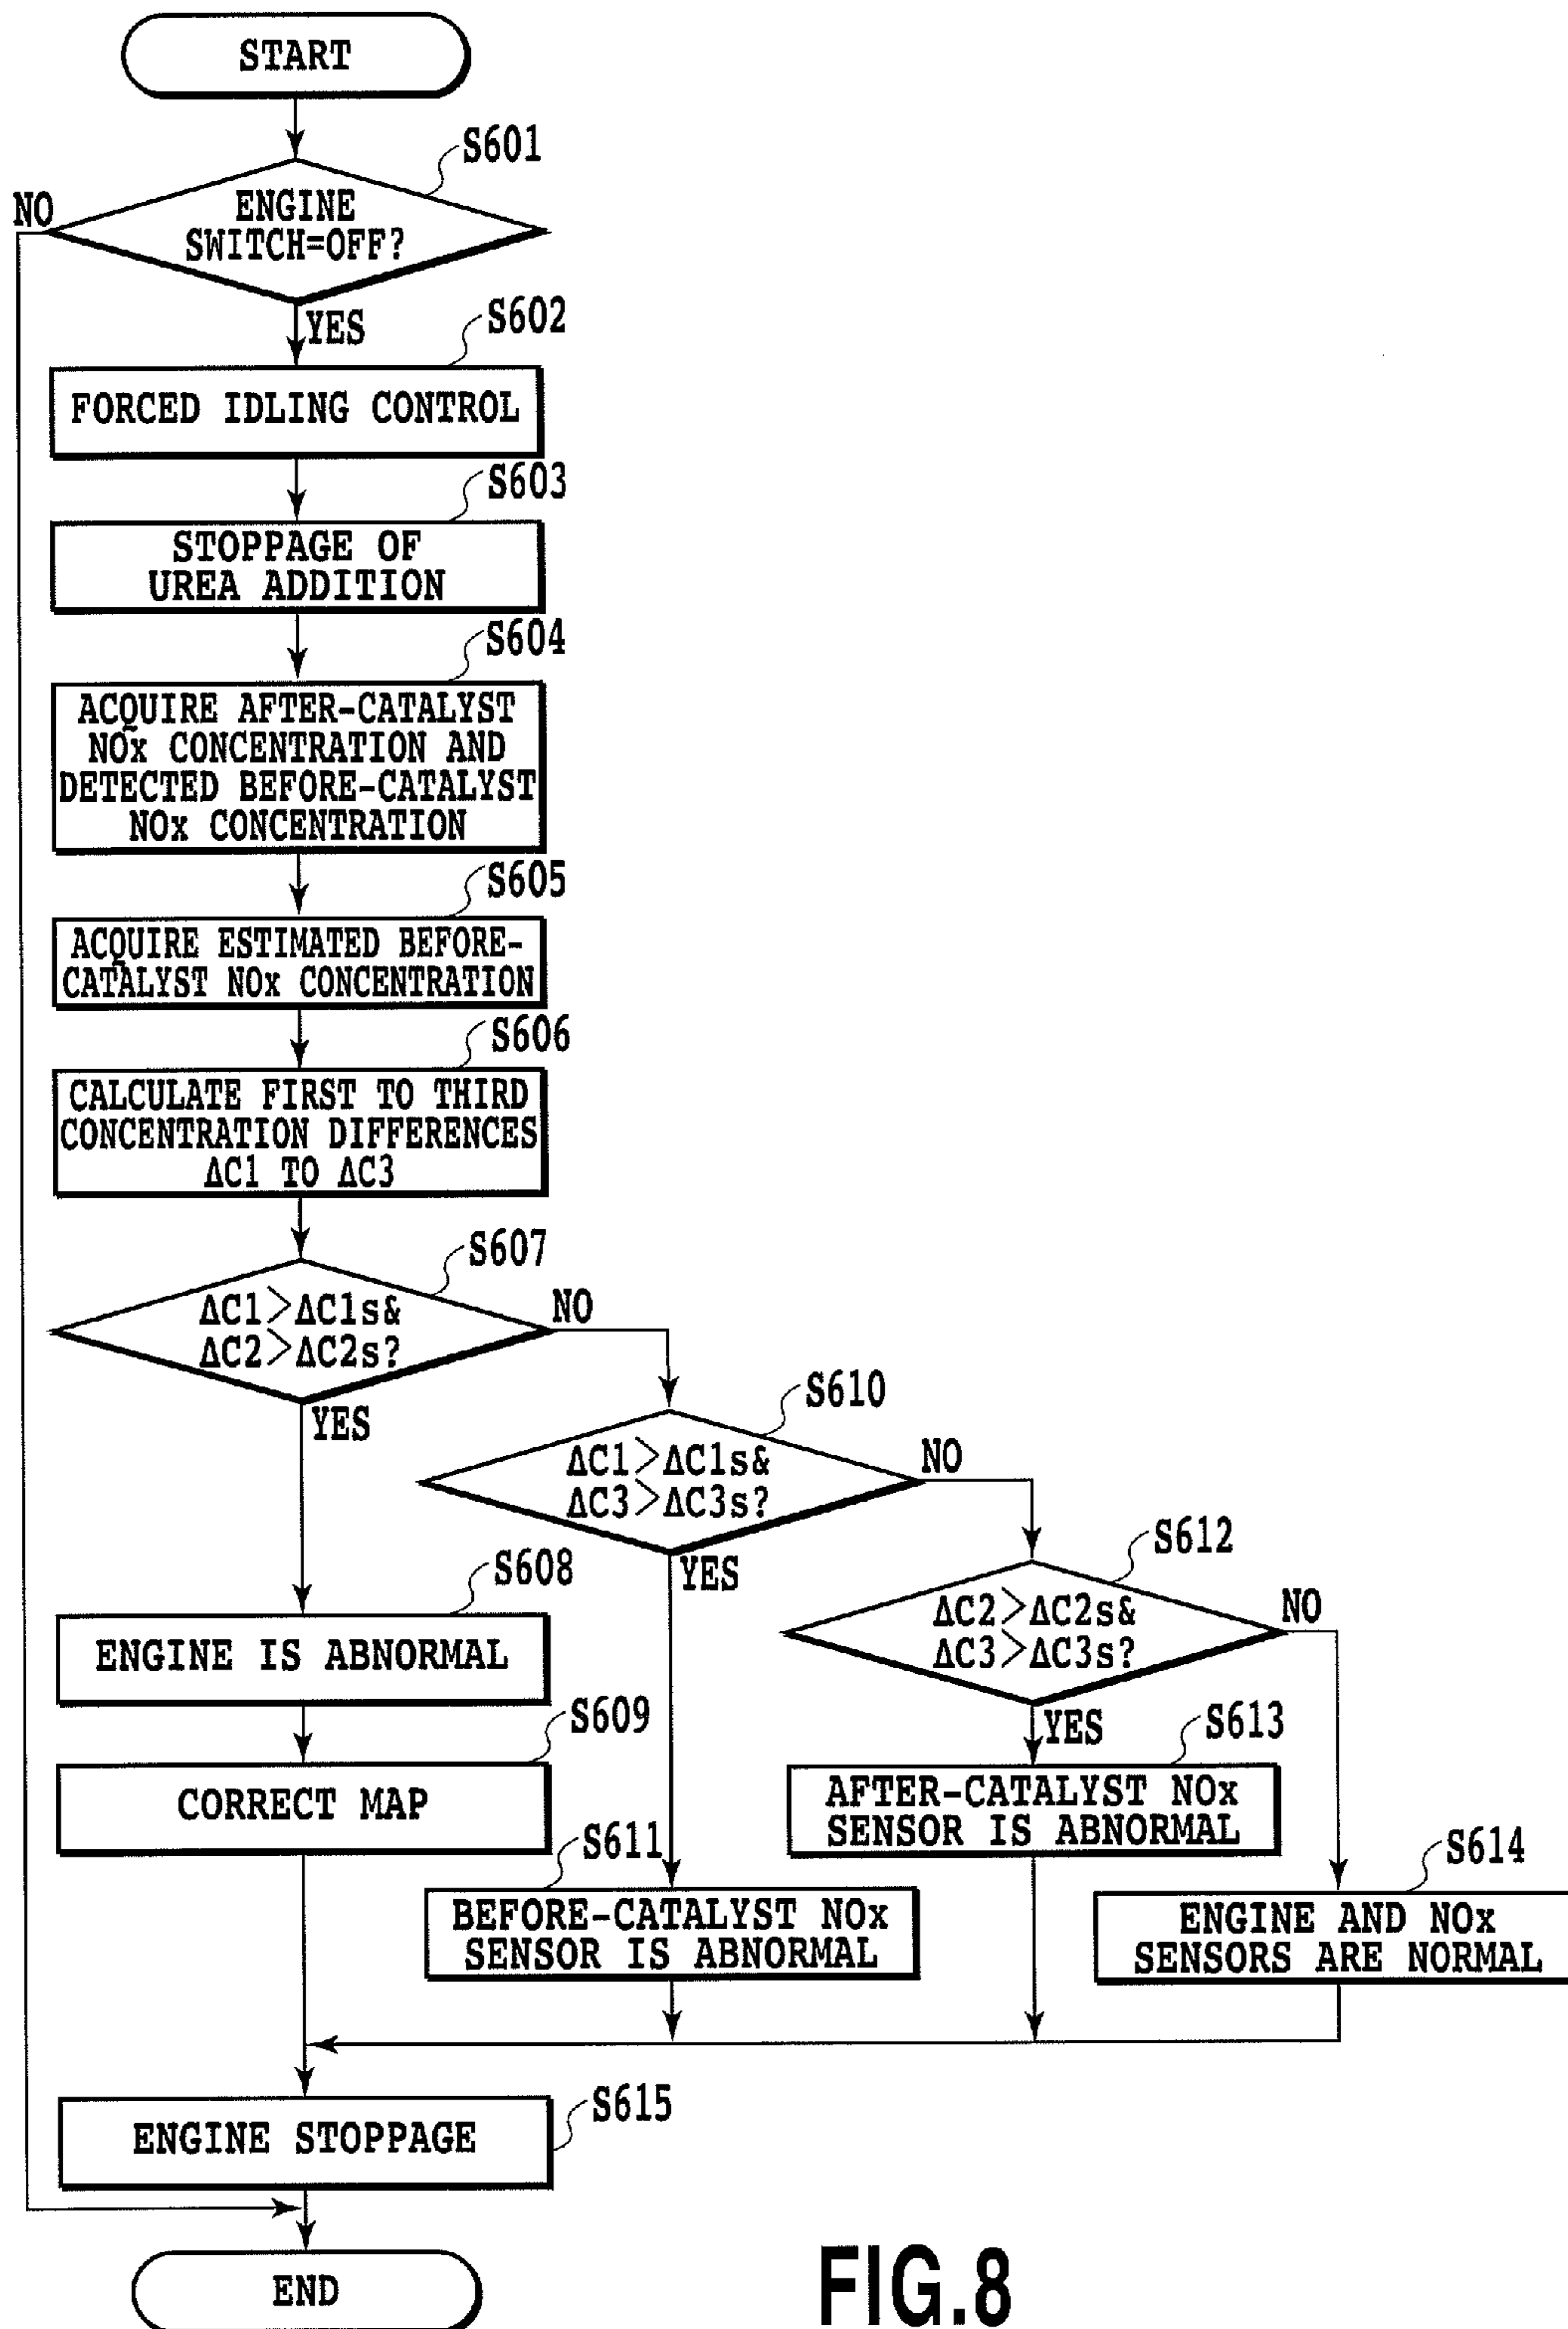 START
S601
NO
ENGINE
SWITCH=OFF?
YES
S602
FORCED IDLING CONTROL
S603
STOPPAGE OF
UREA ADDITION
S604
ACQUIRE AFTER-CATALYST
NOx CONCENTRATION AND
DETECTED BEFORE-CATALYST
NOx CONCENTRATION
S605
ACQUIRE ESTIMATED BEFORE-
CATALYST NOx CONCENTRATION
S606
CALCULATE FIRST TO THIRD
CONCENTRATION DIFFERENCES
ΔC1 TO ΔC3
S607
ΔC1>ΔC1s&
ΔC2>ΔC2s?
NO
YES
S610
ΔC1>ΔC1s&
ΔC3>ΔC3s?
NO
YES
S612
ΔC2>ΔC2s&
ΔC3>ΔC3s?
NO
YES
S608
ENGINE IS ABNORMAL
S609
CORRECT MAP
S611
BEFORE-CATALYST NOx
SENSOR IS ABNORMAL
S613
AFTER-CATALYST NOx
SENSOR IS ABNORMAL
S614
ENGINE AND NOx
SENSORS ARE NORMAL
S615
ENGINE STOPPAGE
END
FIG.8